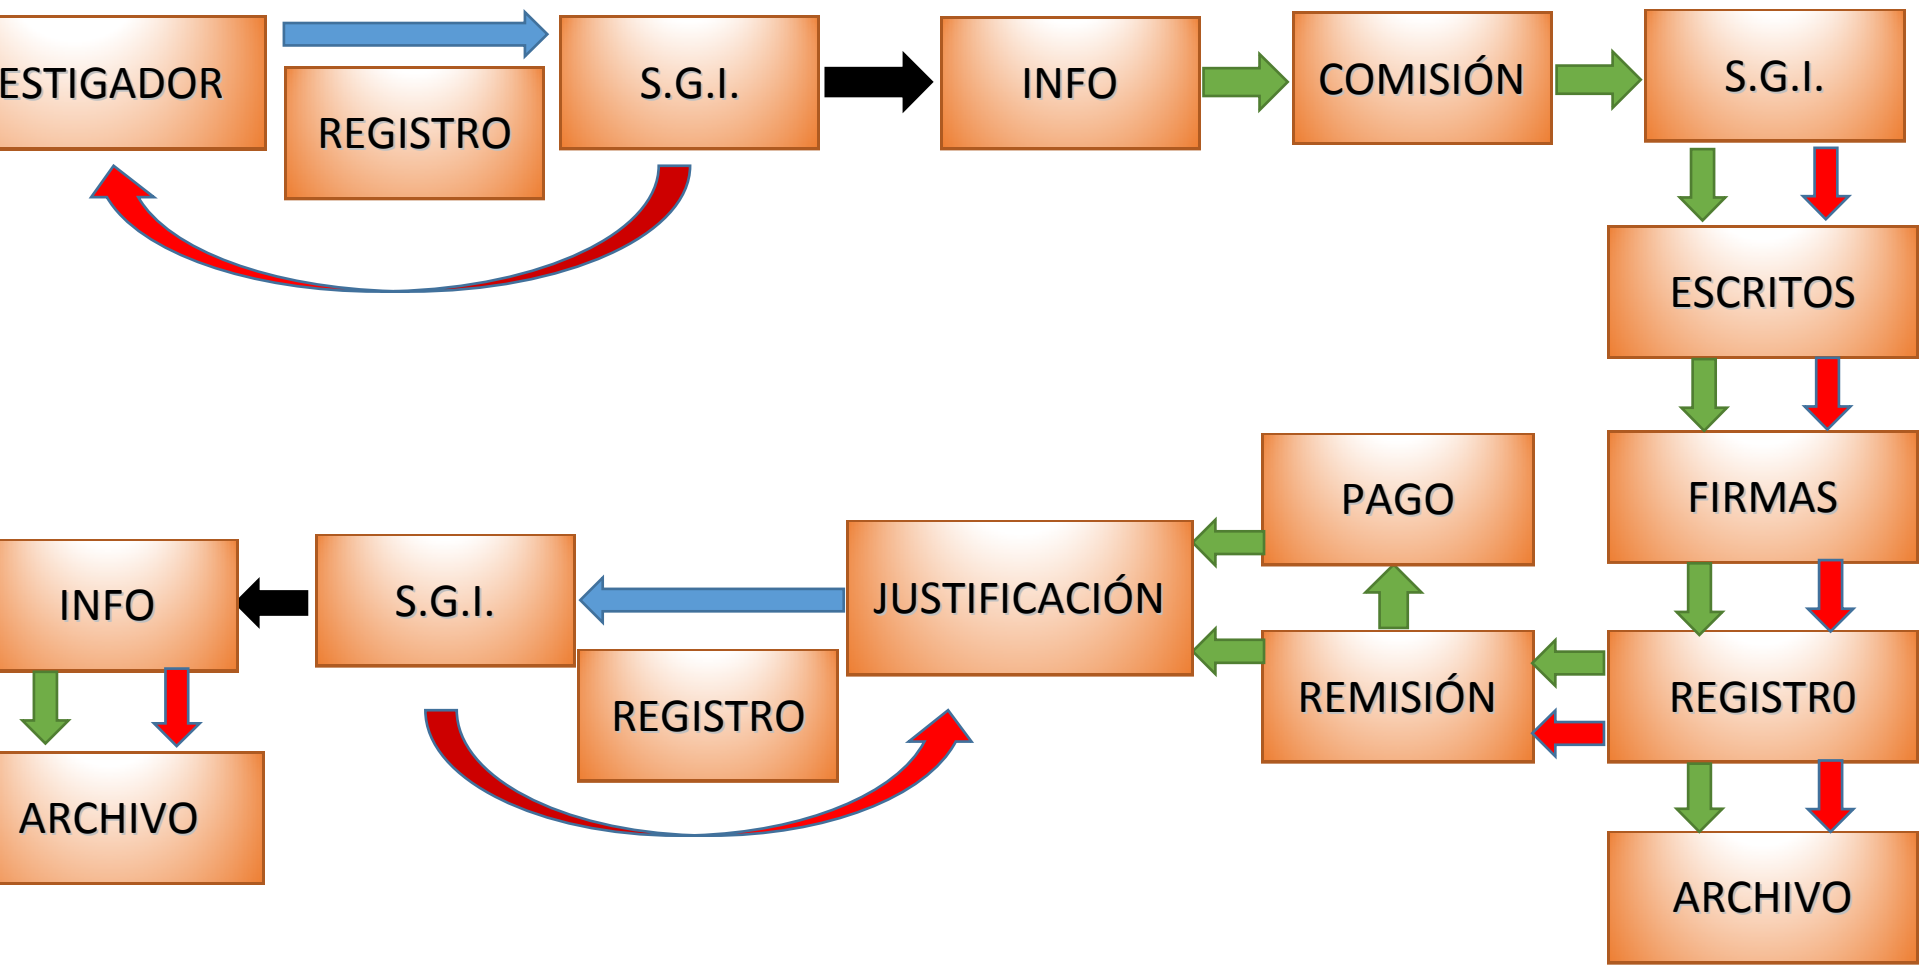 ESTIGADOR
REGISTRO
S.G.I.
INFO
COMISIÓN
S.G.I.
ESCRITOS
FIRMAS
PAGO
JUSTIFICACIÓN
S.G.I.
INFO
REGISTRO
REMISIÓN
REGISTR0
ARCHIVO
ARCHIVO